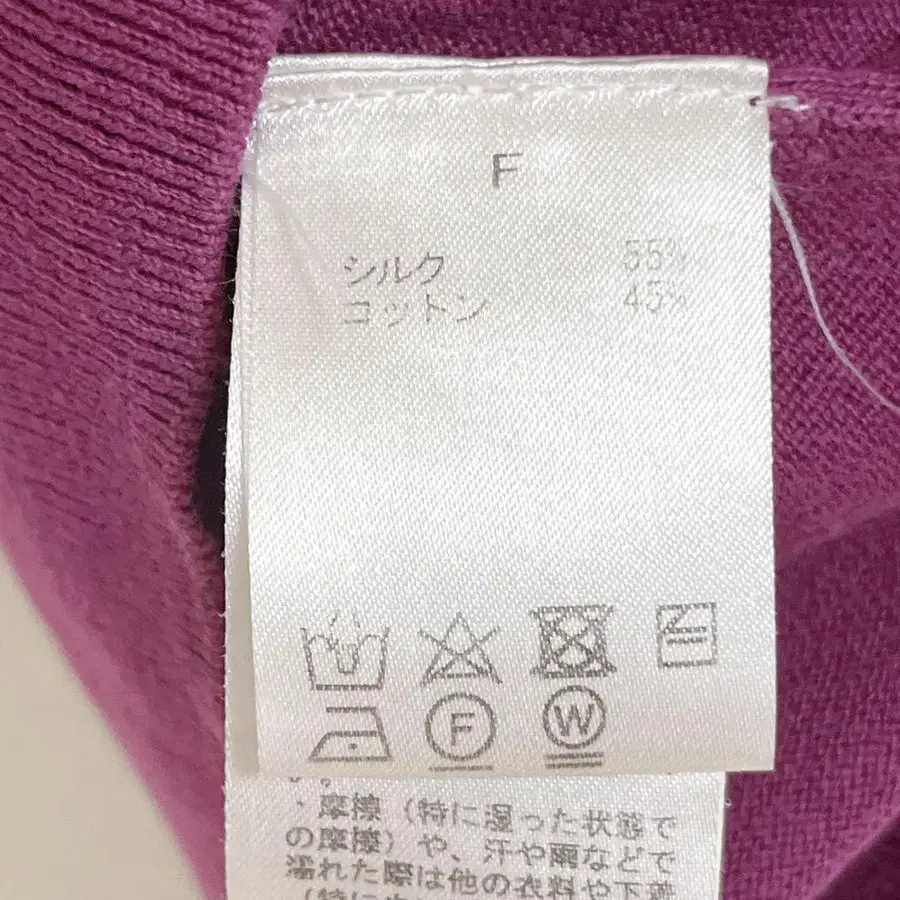 F
シルク 55%
コットン 45%
F
W
す。
・摩擦（特に湿った状態で
の摩擦）や、汗や雨などで
濡れた際は他の衣料や下着